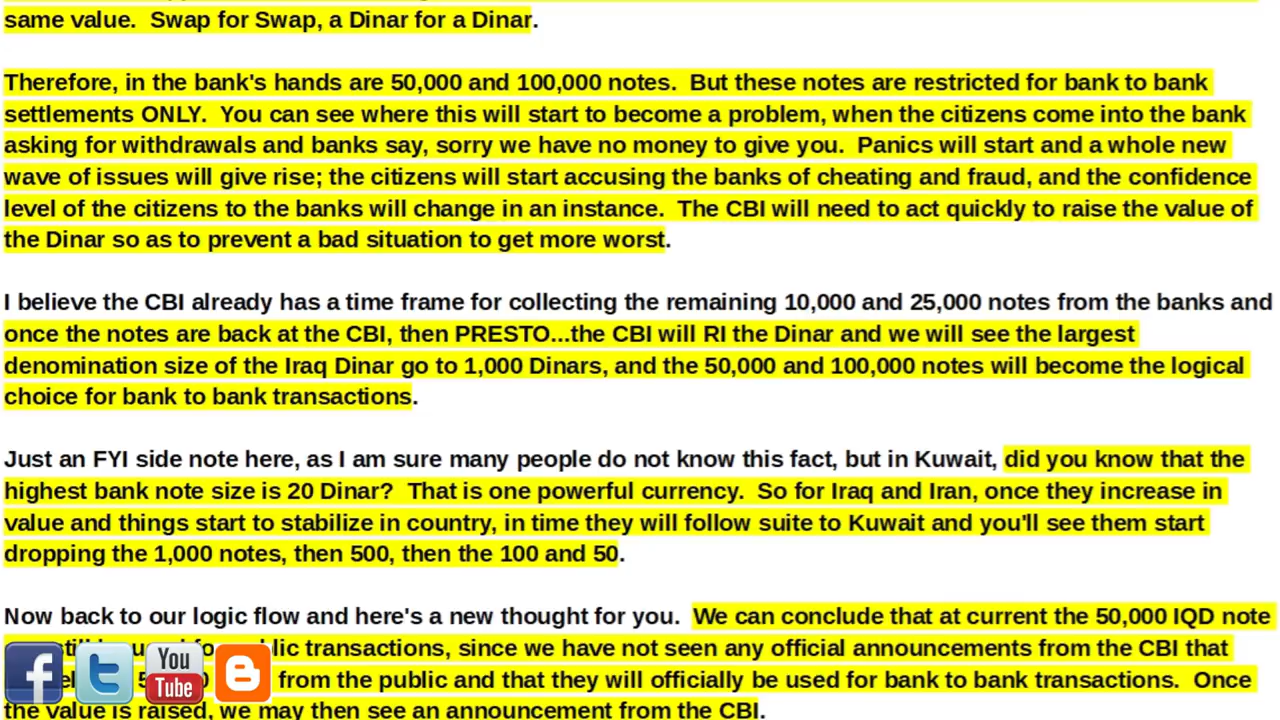 same value.  Swap for Swap, a Dinar for a Dinar.
Therefore, in the bank's hands are 50,000 and 100,000 notes.  But these notes are restricted for bank to bank
settlements ONLY.  You can see where this will start to become a problem, when the citizens come into the bank
asking for withdrawals and banks say, sorry we have no money to give you.  Panics will start and a whole new
wave of issues will give rise; the citizens will start accusing the banks of cheating and fraud, and the confidence
level of the citizens to the banks will change in an instance.  The CBI will need to act quickly to raise the value of
the Dinar so as to prevent a bad situation to get more worst.
I believe the CBI already has a time frame for collecting the remaining 10,000 and 25,000 notes from the banks and
once the notes are back at the CBI, then PRESTO...the CBI will RI the Dinar and we will see the largest
denomination size of the Iraq Dinar go to 1,000 Dinars, and the 50,000 and 100,000 notes will become the logical
choice for bank to bank transactions.
Just an FYI side note here, as I am sure many people do not know this fact, but in Kuwait, did you know that the
highest bank note size is 20 Dinar?  That is one powerful currency.  So for Iraq and Iran, once they increase in
value and things start to stabilize in country, in time they will follow suite to Kuwait and you'll see them start
dropping the 1,000 notes, then 500, then the 100 and 50.
Now back to our logic flow and here's a new thought for you.  We can conclude that at current the 50,000 IQD note
transactions, since we have not seen any official announcements from the CBI that
from the public and that they will officially be used for bank to bank transactions.  Once
the value is raised, we may then see an announcement from the CBI.
You
Tube